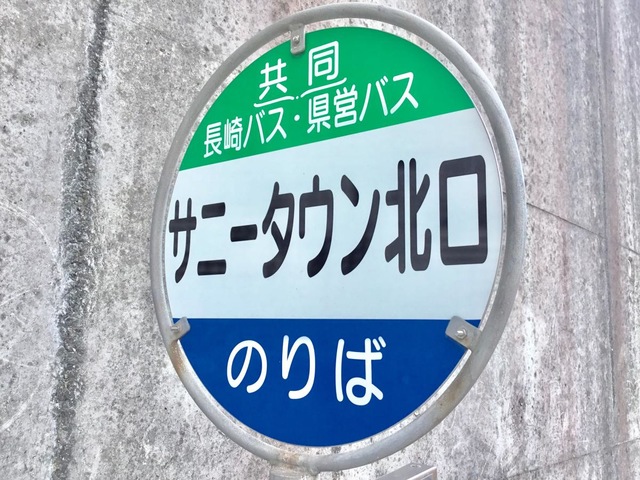 共同
長崎バス・県営バス
サニータウン北口
のりば